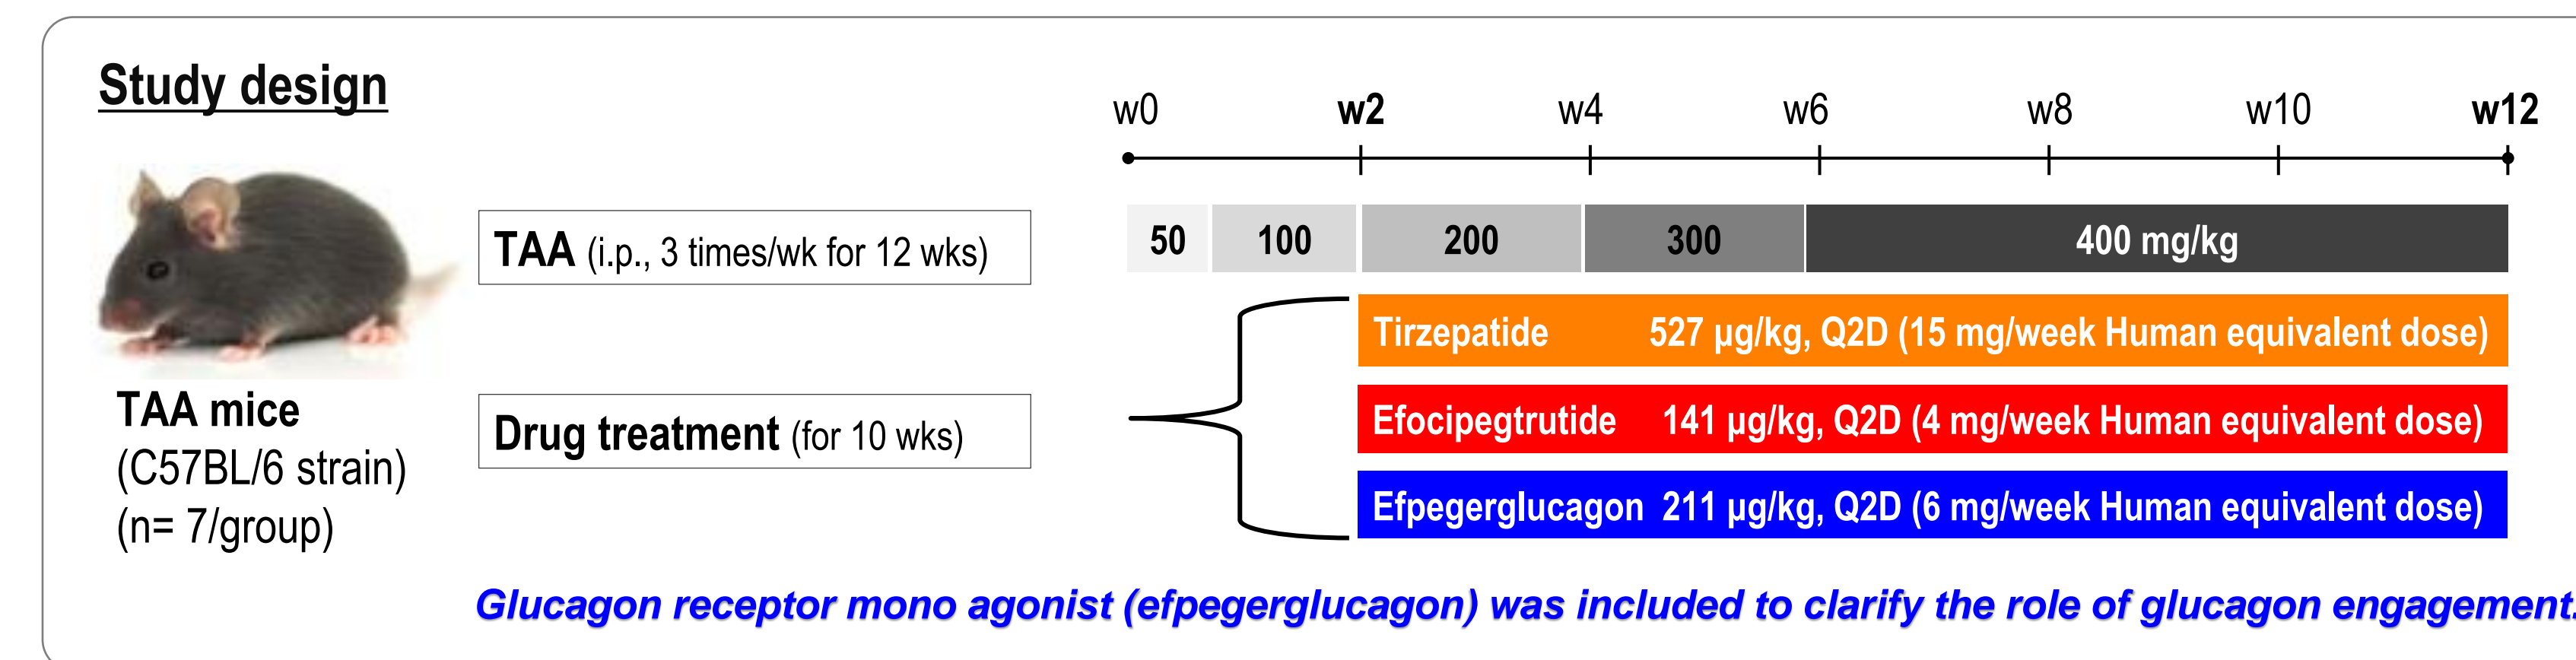 Study design
w0 w2 w4 w6 w8 w10 w12
TAA (i.p., 3 times/wk for 12 wks)
50 100 200 300 400 mg/kg
Tirzepatide 527 µg/kg, Q2D (15 mg/week Human equivalent dose)
TAA mice
(C57BL/6 strain)
(n= 7/group)
Drug treatment (for 10 wks)
Efocipegtrutide 141 µg/kg, Q2D (4 mg/week Human equivalent dose)
Efpegerglucagon 211 µg/kg, Q2D (6 mg/week Human equivalent dose)
Glucagon receptor mono agonist (efpegerglucagon) was included to clarify the role of glucagon engagement.